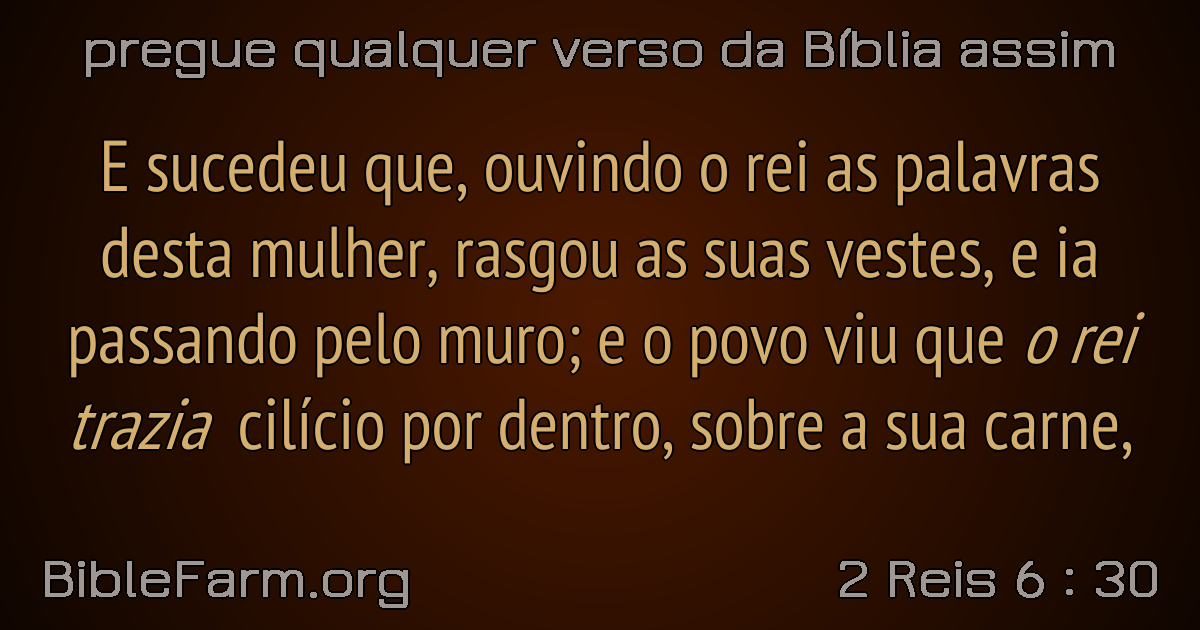 pregue qualquer verso da Bíblia assim
E sucedeu que, ouvindo o rei as palavras
desta mulher, rasgou as suas vestes, e ia
passando pelo muro; e o povo viu que o rei
trazia cilício por dentro, sobre a sua carne,
BibleFarm.org
2 Reis 6 : 30